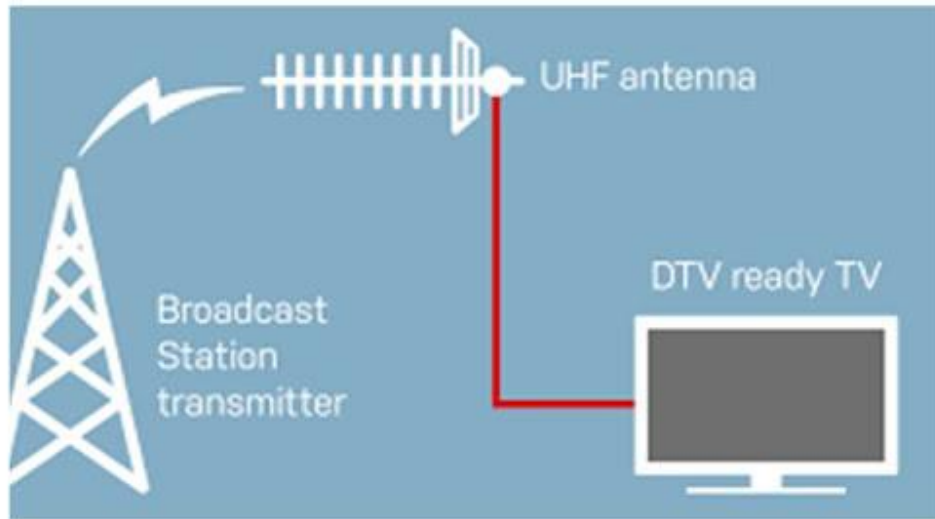 UHF antenna
DTV ready TV
Broadcast
Station
transmitter